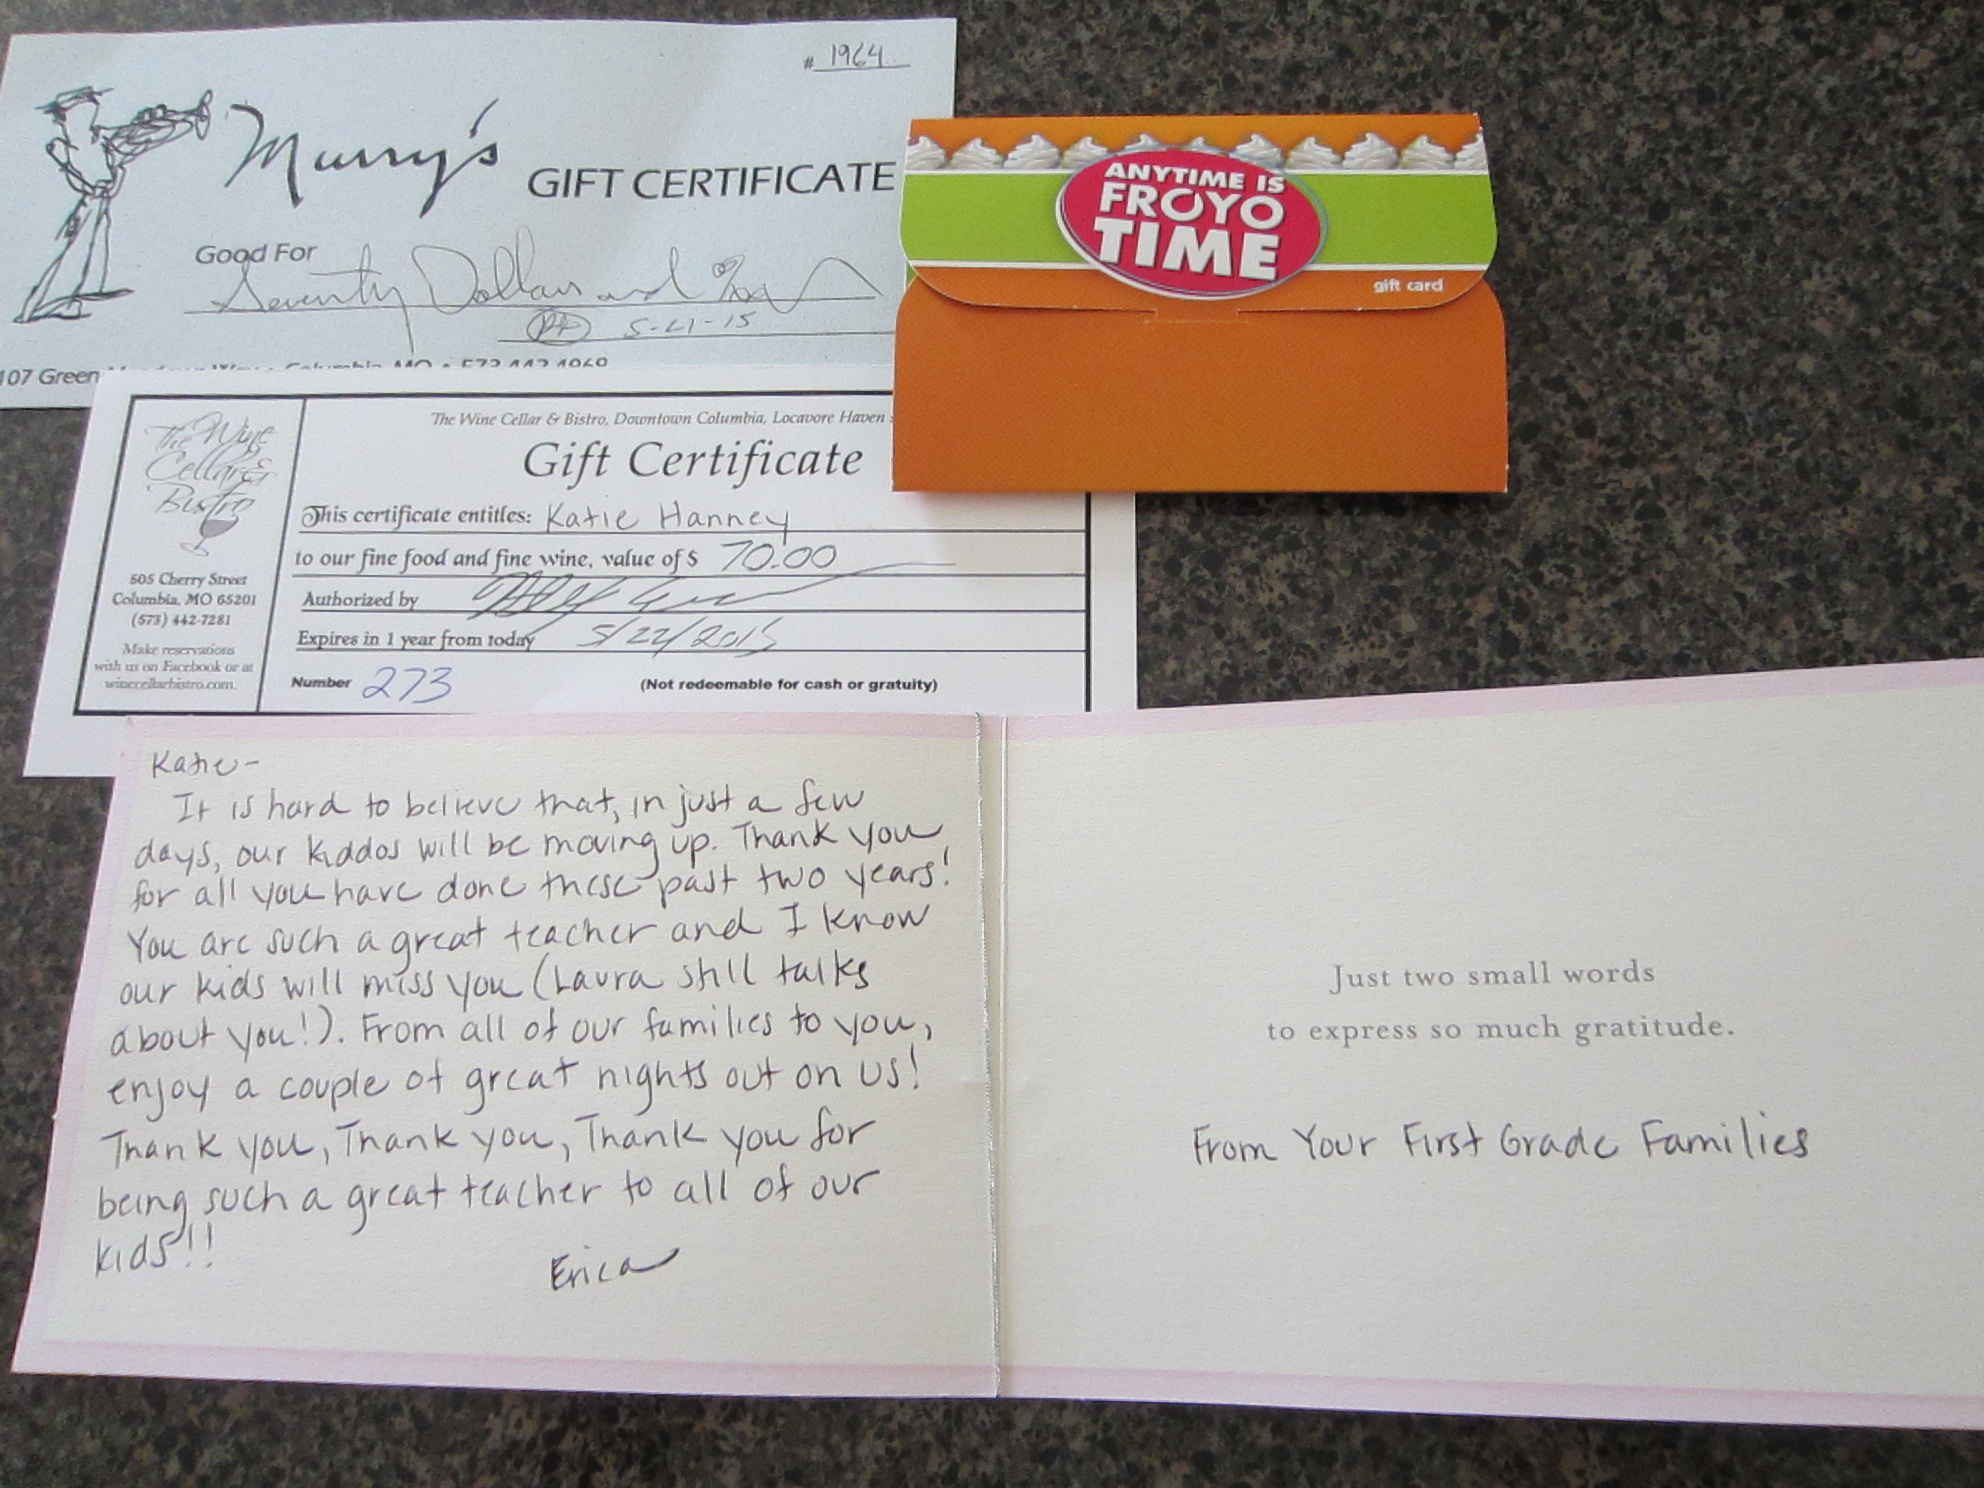 # 1964
Murry's
GIFT CERTIFICATE
Good For
Seventy Dollars and
5-21-15
107 Green
The Wine
Cellar &
Bistro
505 Cherry Street
Columbia, MO 65201
(573) 442-7281
Make reservations
with us on Facebook or at
winecellarbistro.com.
The Wine Cellar & Bistro, Downtown Columbia, Locavore Haven
Gift Certificate
This certificate entitles: Katie Hanney
to our fine food and fine wine, value of $ 70.00
Authorized by
Expires in 1 year from today 5/22/2015
Number 273
(Not redeemable for cash or gratuity)
ANYTIME IS
FROYO
TIME
gift card
Katie-
It is hard to believe that, in just a few
days, our kiddos will be moving up. Thank you
for all you have done these past two years!
You are such a great teacher and I know
our kids will miss you (Laura still talks
about you!). From all of our families to you,
enjoy a couple of great nights out on us!
Thank you, Thank you, Thank you for
being such a great teacher to all of our
kids!!
Erica
Just two small words
to express so much gratitude.
From Your First Grade Families